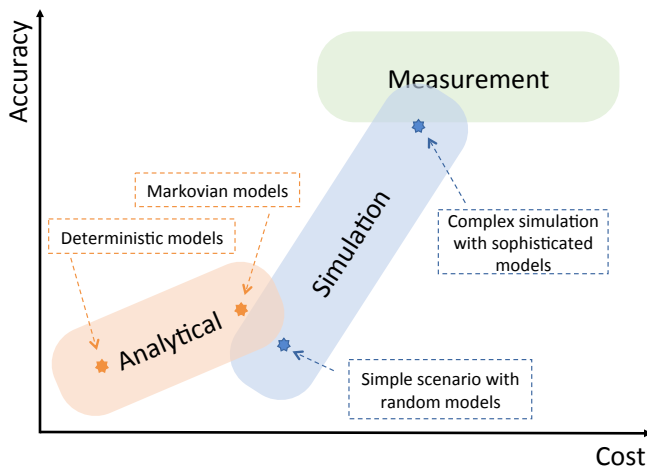 Accuracy
Measurement
Markovian models
Deterministic models
Simulation
Complex simulation
with sophisticated
models
Analytical
Simple scenario with
random models
Cost